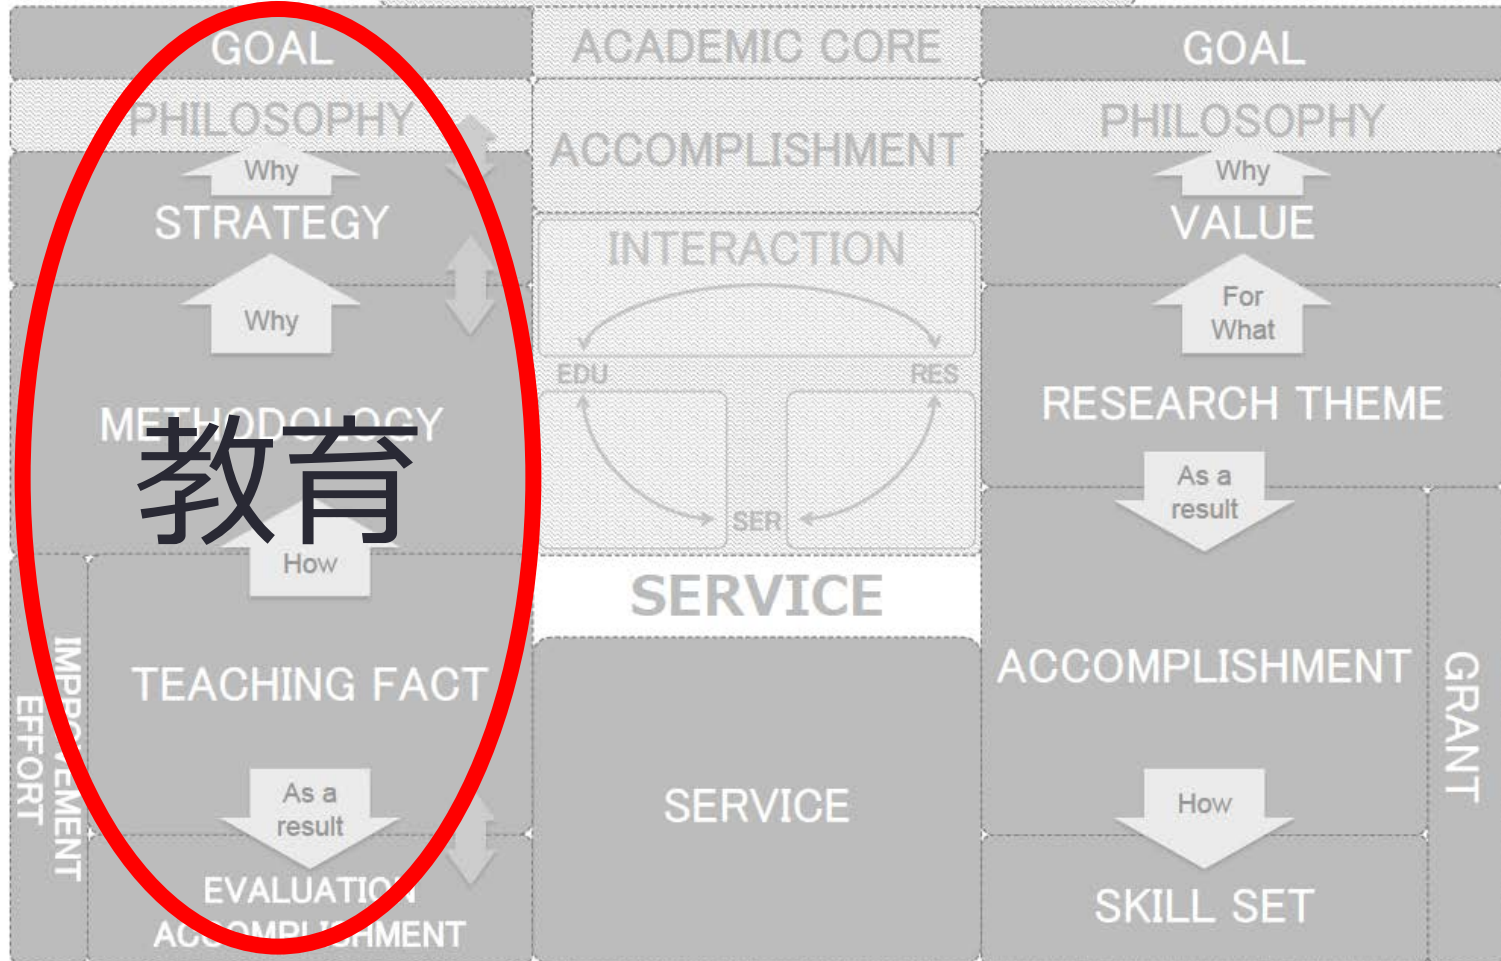 GOAL
PHILOSOPHY
Why
STRATEGY
Why
METHODOLOGY
教育
How
TEACHING FACT
IMPROVEMENT
EFFORT
As a
result
EVALUATION
ACCOMPLISHMENT
ACADEMIC CORE
ACCOMPLISHMENT
INTERACTION
EDU
RES
SER
SERVICE
SERVICE
GOAL
PHILOSOPHY
Why
VALUE
For
What
RESEARCH THEME
As a
result
ACCOMPLISHMENT
GRANT
How
SKILL SET